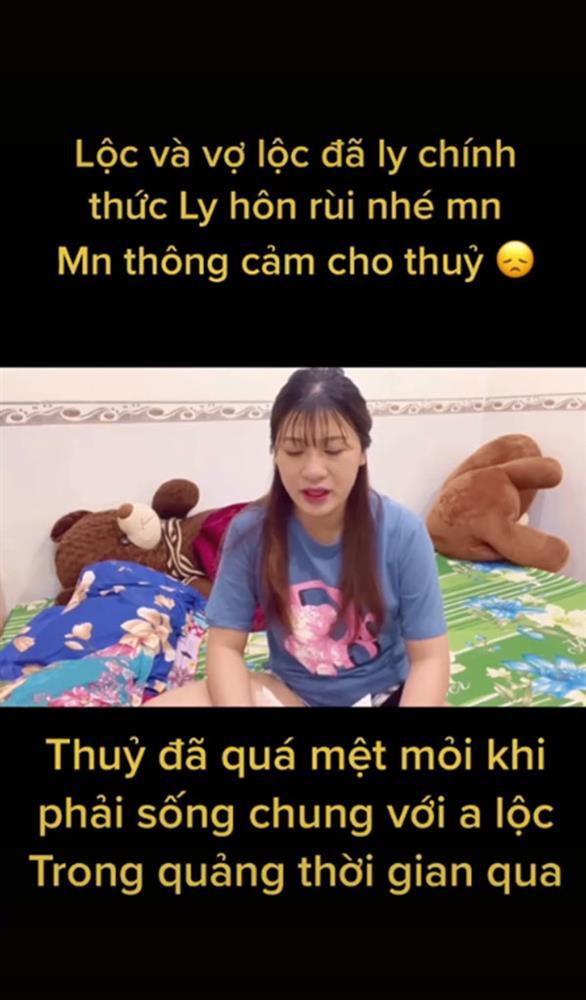 Lộc và vợ lộc đã ly chính
thức Ly hôn rùi nhé mn
Mn thông cảm cho thuỷ 😞
Thuỷ đã quá mệt mỏi khi
phải sống chung với a lộc
Trong quảng thời gian qua